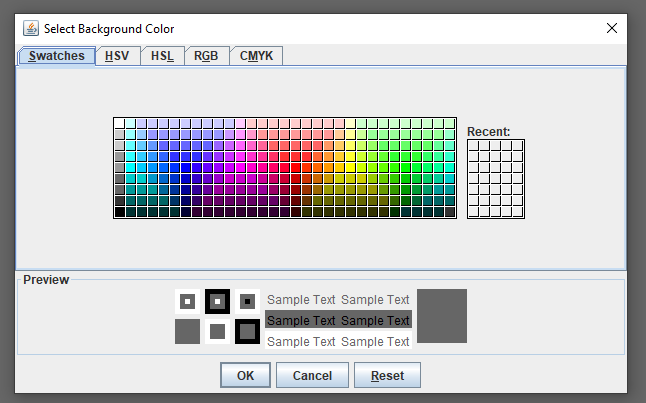 Select Background Color
Swatches HSV HSL RGB CMYK
Recent:
Preview
Sample Text Sample Text
Sample Text Sample Text
Sample Text Sample Text
OK Cancel Reset